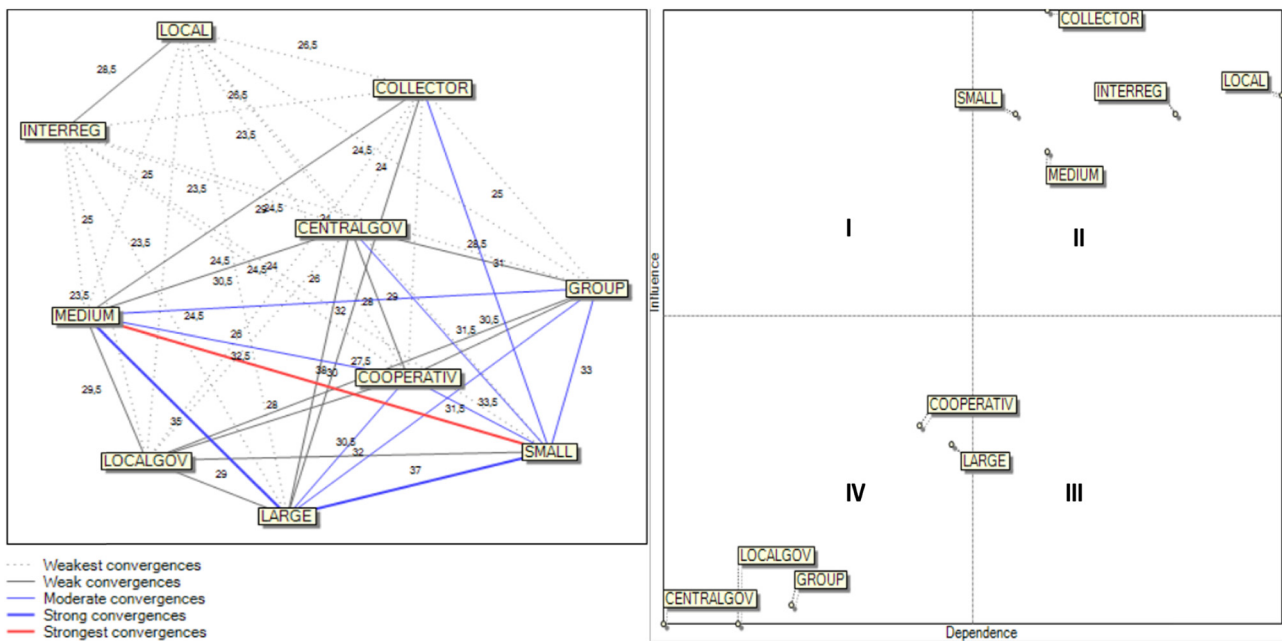 LOCAL
26,5
28,5
COLLECTOR
26,5
INTERREG
23,5
24,5
24
25
23,5
25
25
29
24,5
CENTRALGOV
23,5
28,5
31
24,5
24,5
24
30,5
26
GROUP
23,5
29
MEDIUM
24,5
32
28
30,5
31,5
26
32,5
27,5
33
38
30
COOPERATIV
29,5
33,5
28
31,5
35
30,5
32
SMALL
LOCALGOV
29
37
LARGE
Weakest convergences
Weak convergences
Moderate convergences
Strong convergences
Strongest convergences
COLLECTOR
LOCAL
INTERREG
SMALL
MEDIUM
I
II
Influence
COOPERATIV
LARGE
IV
III
LOCALGOV
GROUP
CENTRALGOV
Dependence